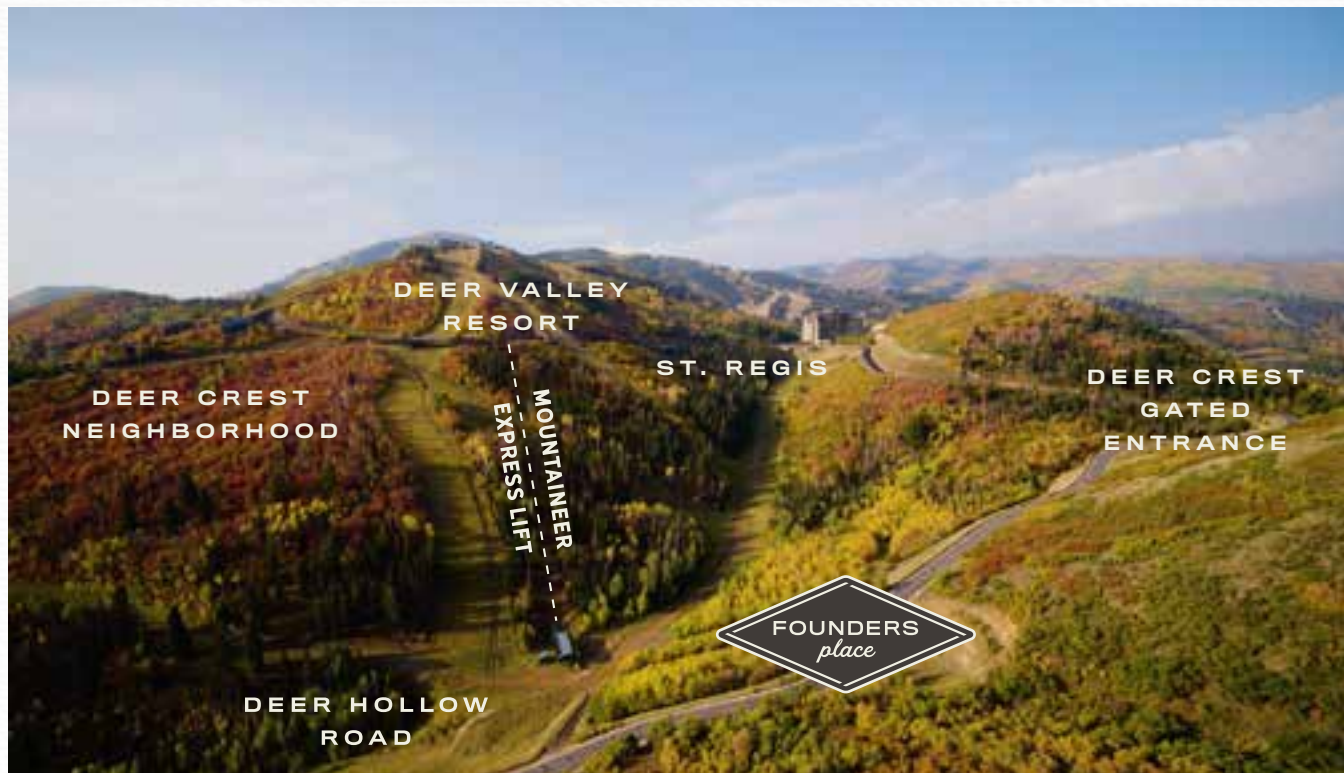 DEER VALLEY
RESORT
ST. REGIS
DEER CREST
NEIGHBORHOOD
MOUNTAINEER
EXPRESS LIFT
DEER CREST
GATED
ENTRANCE
FOUNDERS
place
DEER HOLLOW
ROAD